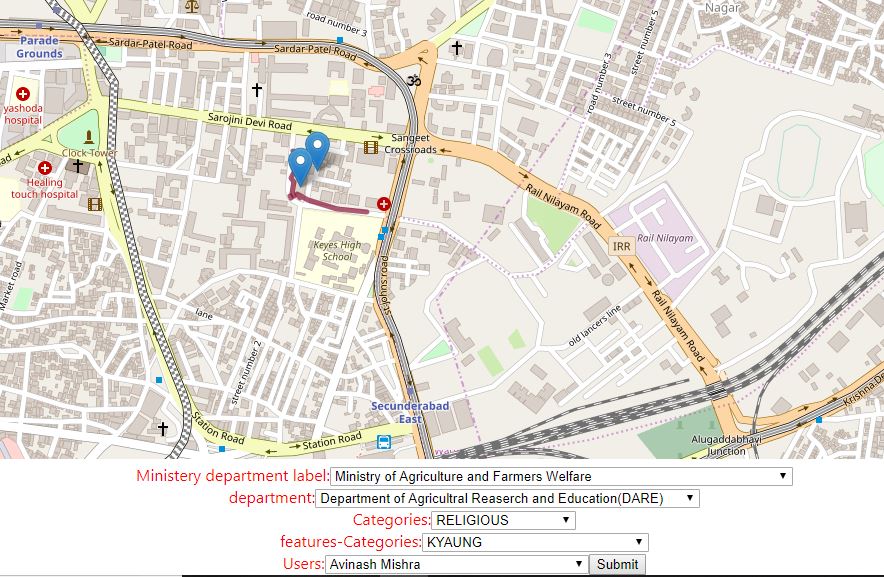 road number 3
Nagar
Parade
Grounds
Sardar-Patel Road
Sardar-Patel Road
road number 3
street number 5
street number 5
yashoda
hospital
Sarojini Devi Road
Sangeet
Crossroads
Clock Tower
Healing
touch hospital
Rail Nilayam Road
IRR
Rail Nilayam
Keyes High
School
Market road
St Johns road
Rail Nilayam Road
lane
old lancers line
street number 2
Secunderabad
East
Krishna De
Station Road
Station Road
Alugaddabhavi
Junction
Ministery department label: Ministry of Agriculture and Farmers Welfare
department: Department of Agricultral Reaserch and Education(DARE)
Categories: RELIGIOUS
features-Categories: KYAUNG
Users: Avinash Mishra Submit